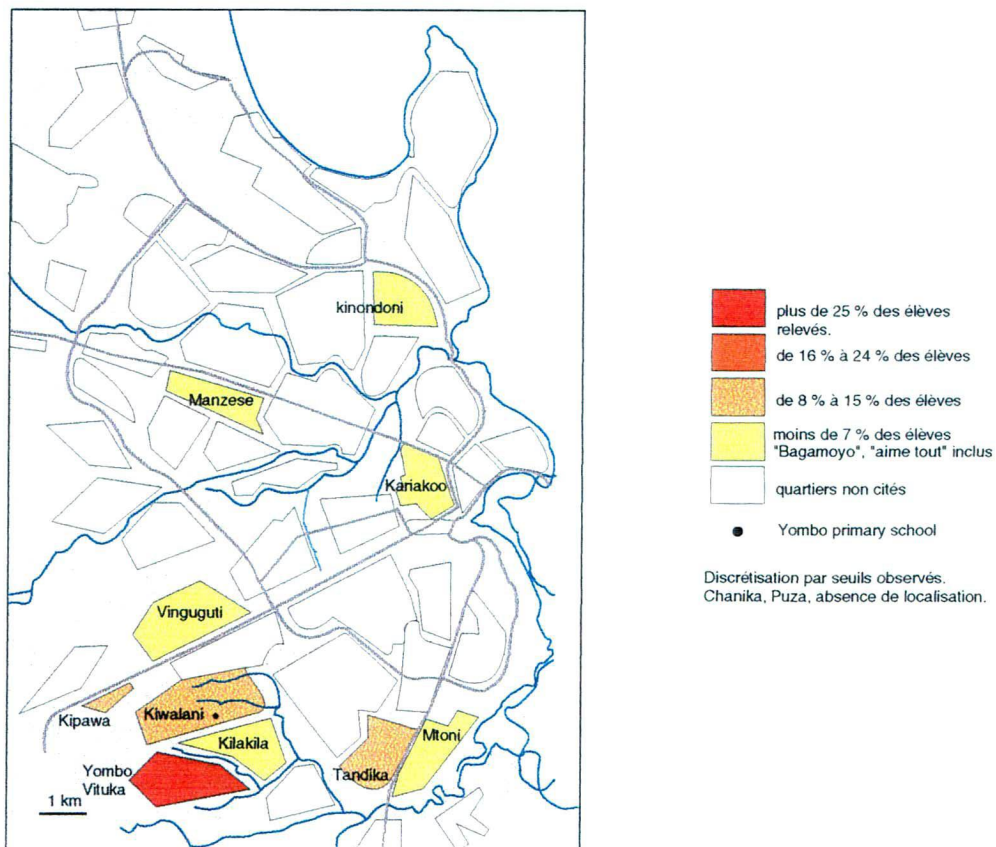 kinondoni
Manzese
Kariakoo
Vinguguti
Kipawa
Kiwalani
Kilakila
Mtoni
Tandika
Yombo
Vituka
1 km
plus de 25 % des élèves
relevés.
de 16 % à 24 % des élèves
de 8 % à 15 % des élèves
moins de 7 % des élèves
"Bagamoyo", "aime tout" inclus
quartiers non cités
Yombo primary school
Discrétisation par seuils observés.
Chanika, Puza, absence de localisation.